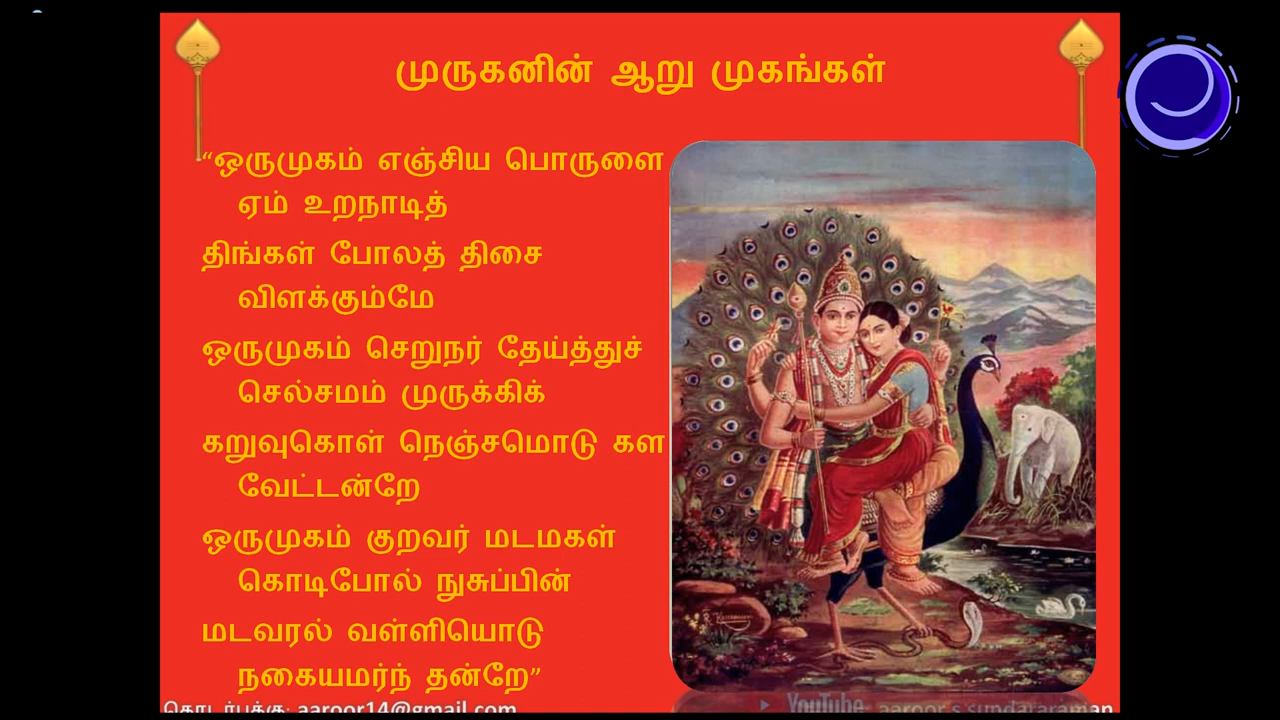 முருகனின் ஆறு முகங்கள்
“ஒருமுகம் எஞ்சிய பொருளை
ஏம் உறநாடித்
திங்கள் போலத் திசை
விளக்கும்மே
ஒருமுகம் செறுநர் தேய்த்துச்
செல்சமம் முருக்கிக்
கறுவுகொள் நெஞ்சமொடு கள
வேட்டன்றே
ஒருமுகம் குறவர் மடமகள்
கொடிபோல் நுசுப்பின்
மடவரல் வள்ளியொடு
நகையமர்ந் தன்றே”
தொடர்புக்கு: aaroor14@gmail.com
YouTube- aaroor s sundararaman